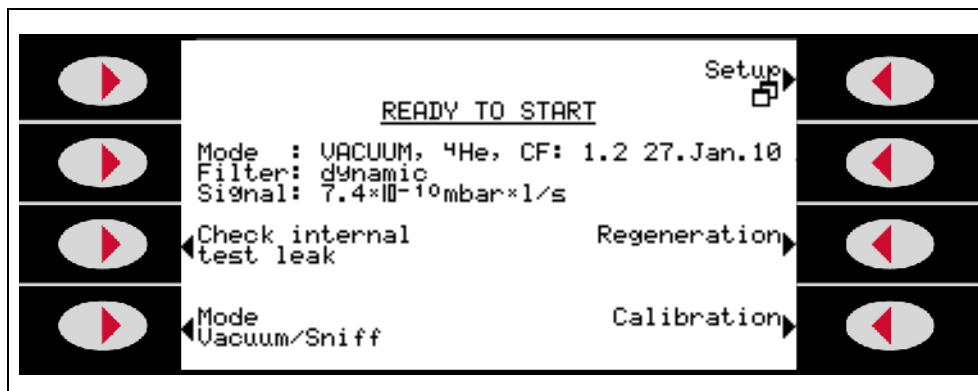 Setup
READY TO START
Mode : VACUUM, ⁴He, CF: 1.2 27.Jan.10
Filter: dynamic
Signal: 7.4×10⁻¹⁰mbar×l/s
Check internal
test leak
Regeneration
Mode
Vacuum/Sniff
Calibration